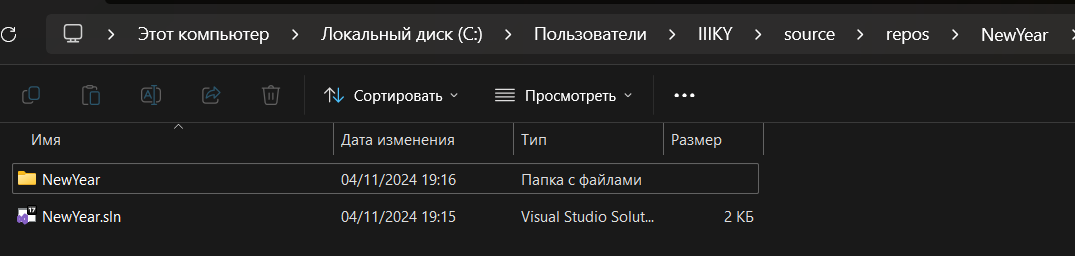 Этот компьютер > Локальный диск (C:) > Пользователи > IIIKY > source > repos > NewYear >
Сортировать Просмотреть •••
Имя Дата изменения Тип Размер
NewYear 04/11/2024 19:16 Папка с файлами
17 NewYear.sln 04/11/2024 19:15 Visual Studio Solut... 2 КБ